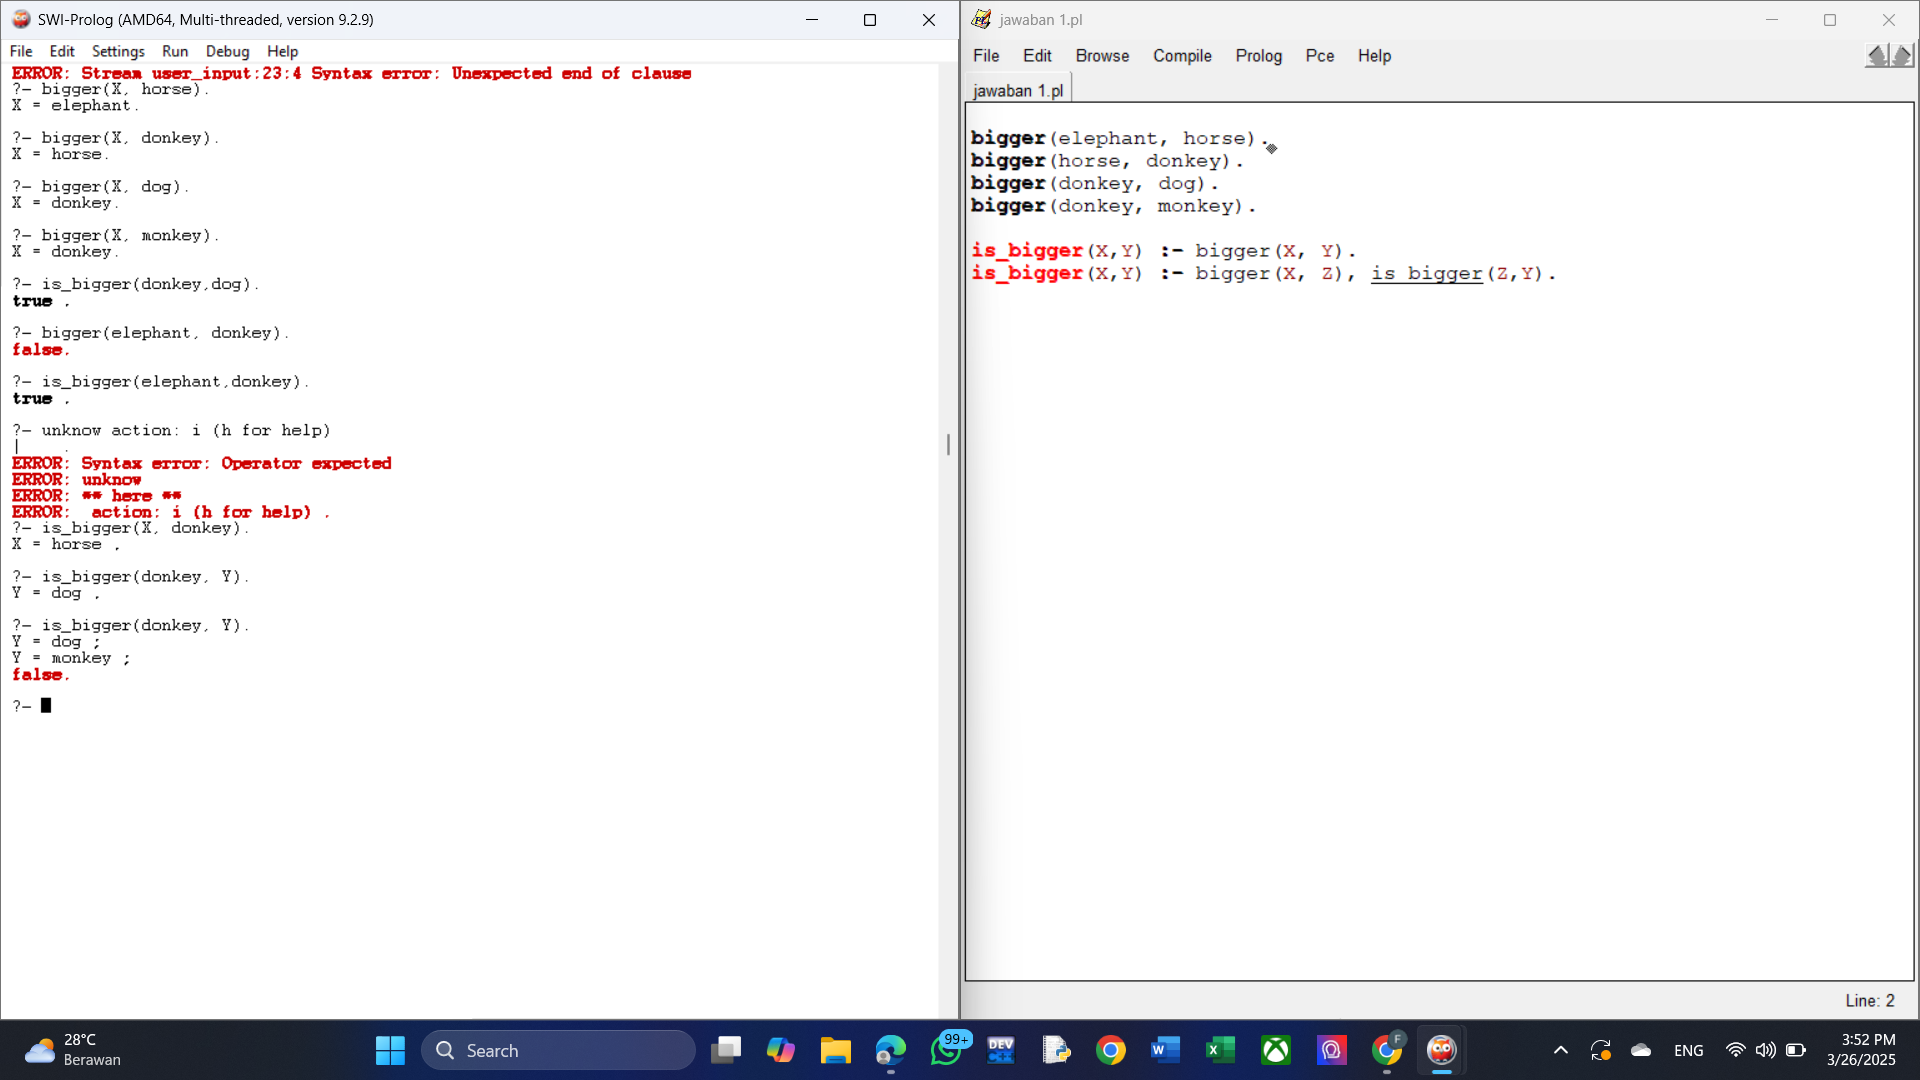 SWI-Prolog (AMD64, Multi-threaded, version 9.2.9)
File Edit Settings Run Debug Help
ERROR: Stream user_input:23:4 Syntax error: Unexpected end of clause
?- bigger(X, horse).
X = elephant.
?- bigger(X, donkey).
X = horse.
?- bigger(X, dog).
X = donkey.
?- bigger(X, monkey).
X = donkey.
?- is_bigger(donkey,dog).
true .
?- bigger(elephant, donkey).
false.
?- is_bigger(elephant,donkey).
true .
?- unknow action: i (h for help)
|    .
ERROR: Syntax error: Operator expected
ERROR: unknow
ERROR: ** here **
ERROR:  action: i (h for help) .
?- is_bigger(X, donkey).
X = horse .
?- is_bigger(donkey, Y).
Y = dog .
?- is_bigger(donkey, Y).
Y = dog ;
Y = monkey ;
false.
?-
jawaban 1.pl
File Edit Browse Compile Prolog Pce Help
jawaban 1.pl
bigger(elephant, horse).
bigger(horse, donkey).
bigger(donkey, dog).
bigger(donkey, monkey).
is_bigger(X,Y) :- bigger(X, Y).
is_bigger(X,Y) :- bigger(X, Z), is_bigger(Z,Y).
Line: 2
28°C
Berawan
Search
99+
DEV
F
ENG
3:52 PM
3/26/2025